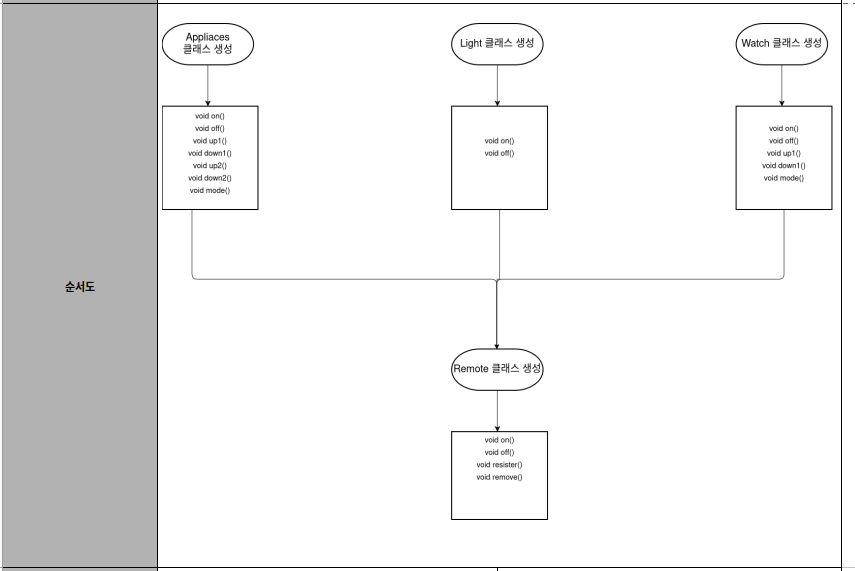 순서도
Appliaces
클래스 생성
void on()
void off()
void up1()
void down1()
void up2()
void down2()
void mode()
Light 클래스 생성
void on()
void off()
Watch 클래스 생성
void on()
void off()
void up1()
void down1()
void mode()
Remote 클래스 생성
void on()
void off()
void resister()
void remove()